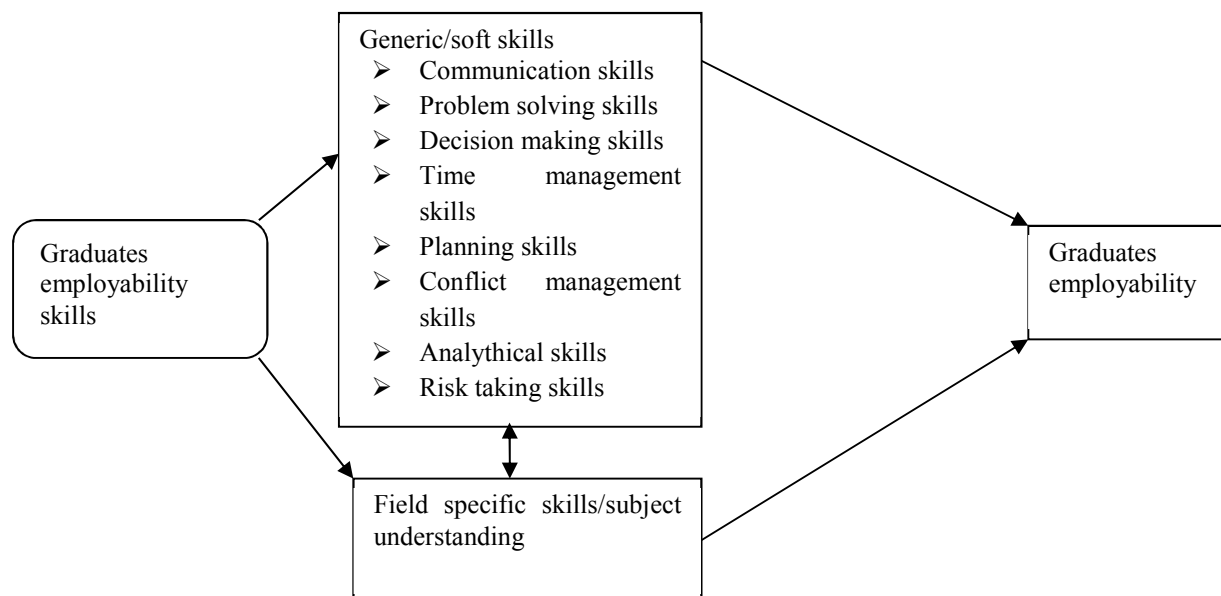 Generic/soft skills
➢ Communication skills
➢ Problem solving skills
➢ Decision making skills
➢ Time management
skills
➢ Planning skills
➢ Conflict management
skills
➢ Analythical skills
➢ Risk taking skills
Graduates
employability
skills
Graduates
employability
Field specific skills/subject
understanding